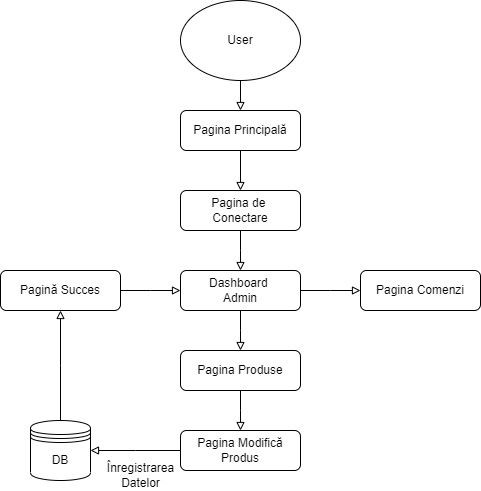 User
Pagina Principală
Pagina de
Conectare
Pagină Succes
Dashboard
Admin
Pagina Comenzi
Pagina Produse
DB
Înregistrarea
Datelor
Pagina Modifică
Produs